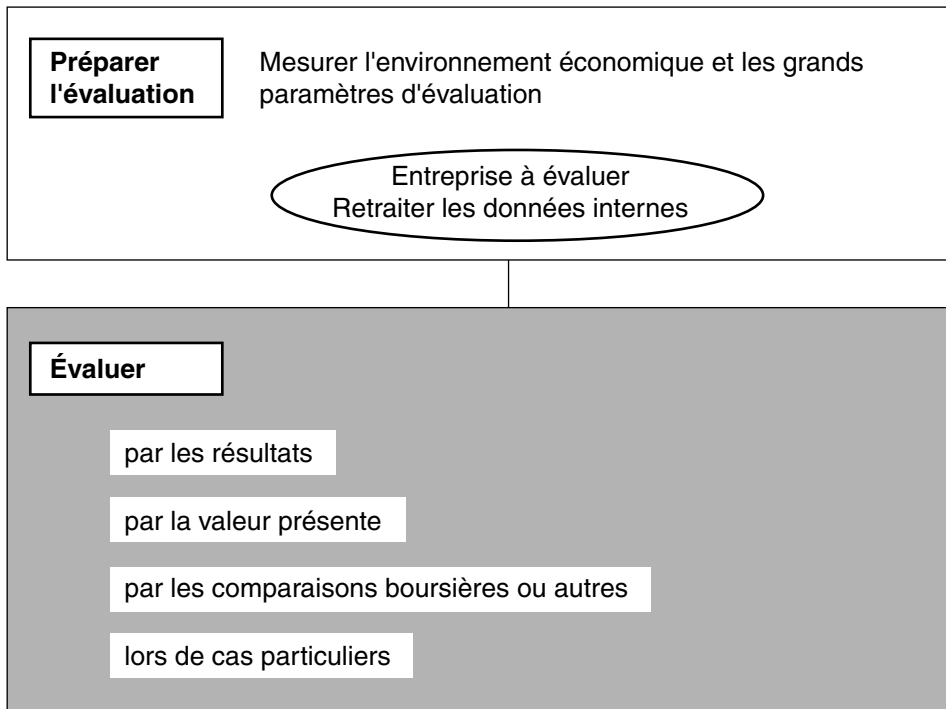 Préparer
l'évaluation
Mesurer l'environnement économique et les grands
paramètres d'évaluation
Entreprise à évaluer
Retraiter les données internes
Évaluer
par les résultats
par la valeur présente
par les comparaisons boursières ou autres
lors de cas particuliers